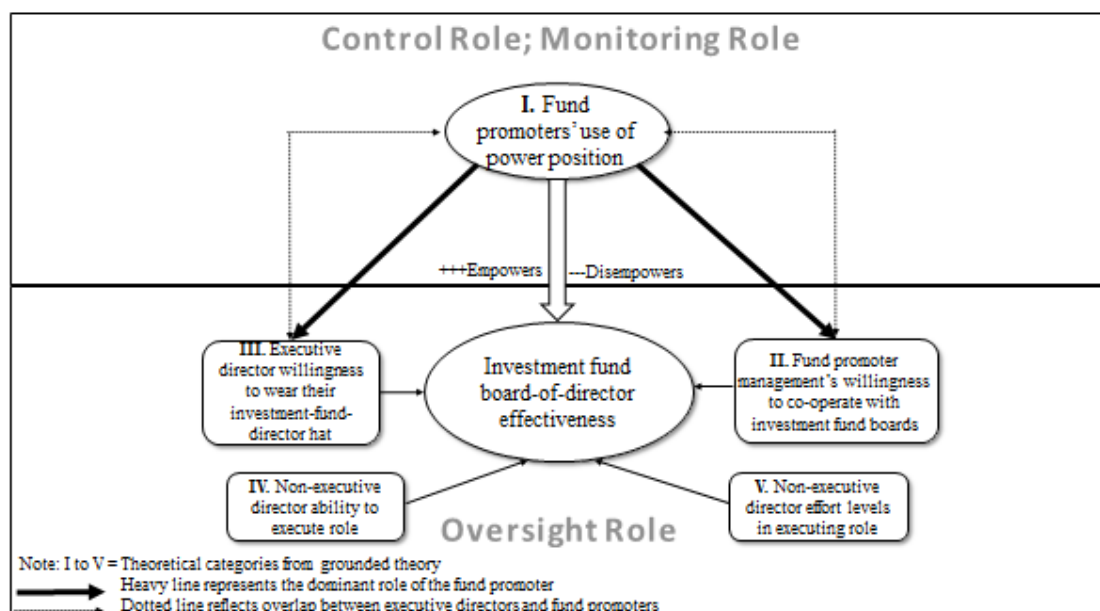 Control Role; Monitoring Role
I. Fund
promoters' use of
power position
+++Empowers
---Disempowers
III. Executive
director willingness
to wear their
investment-fund-
director hat
Investment fund
board-of-director
effectiveness
II. Fund promoter
management's willingness
to co-operate with
investment fund boards
IV. Non-executive
director ability to
execute role
V. Non-executive
director effort levels
in executing role
Oversight Role
Note: I to V = Theoretical categories from grounded theory
Heavy line represents the dominant role of the fund promoter
Dotted line reflects overlap between executive directors and fund promoters